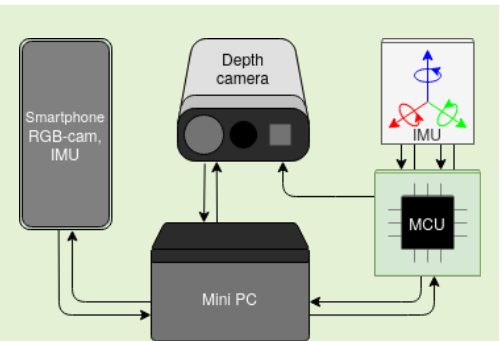 Smartphone
RGB-cam,
IMU
Depth
camera
IMU
MCU
Mini PC